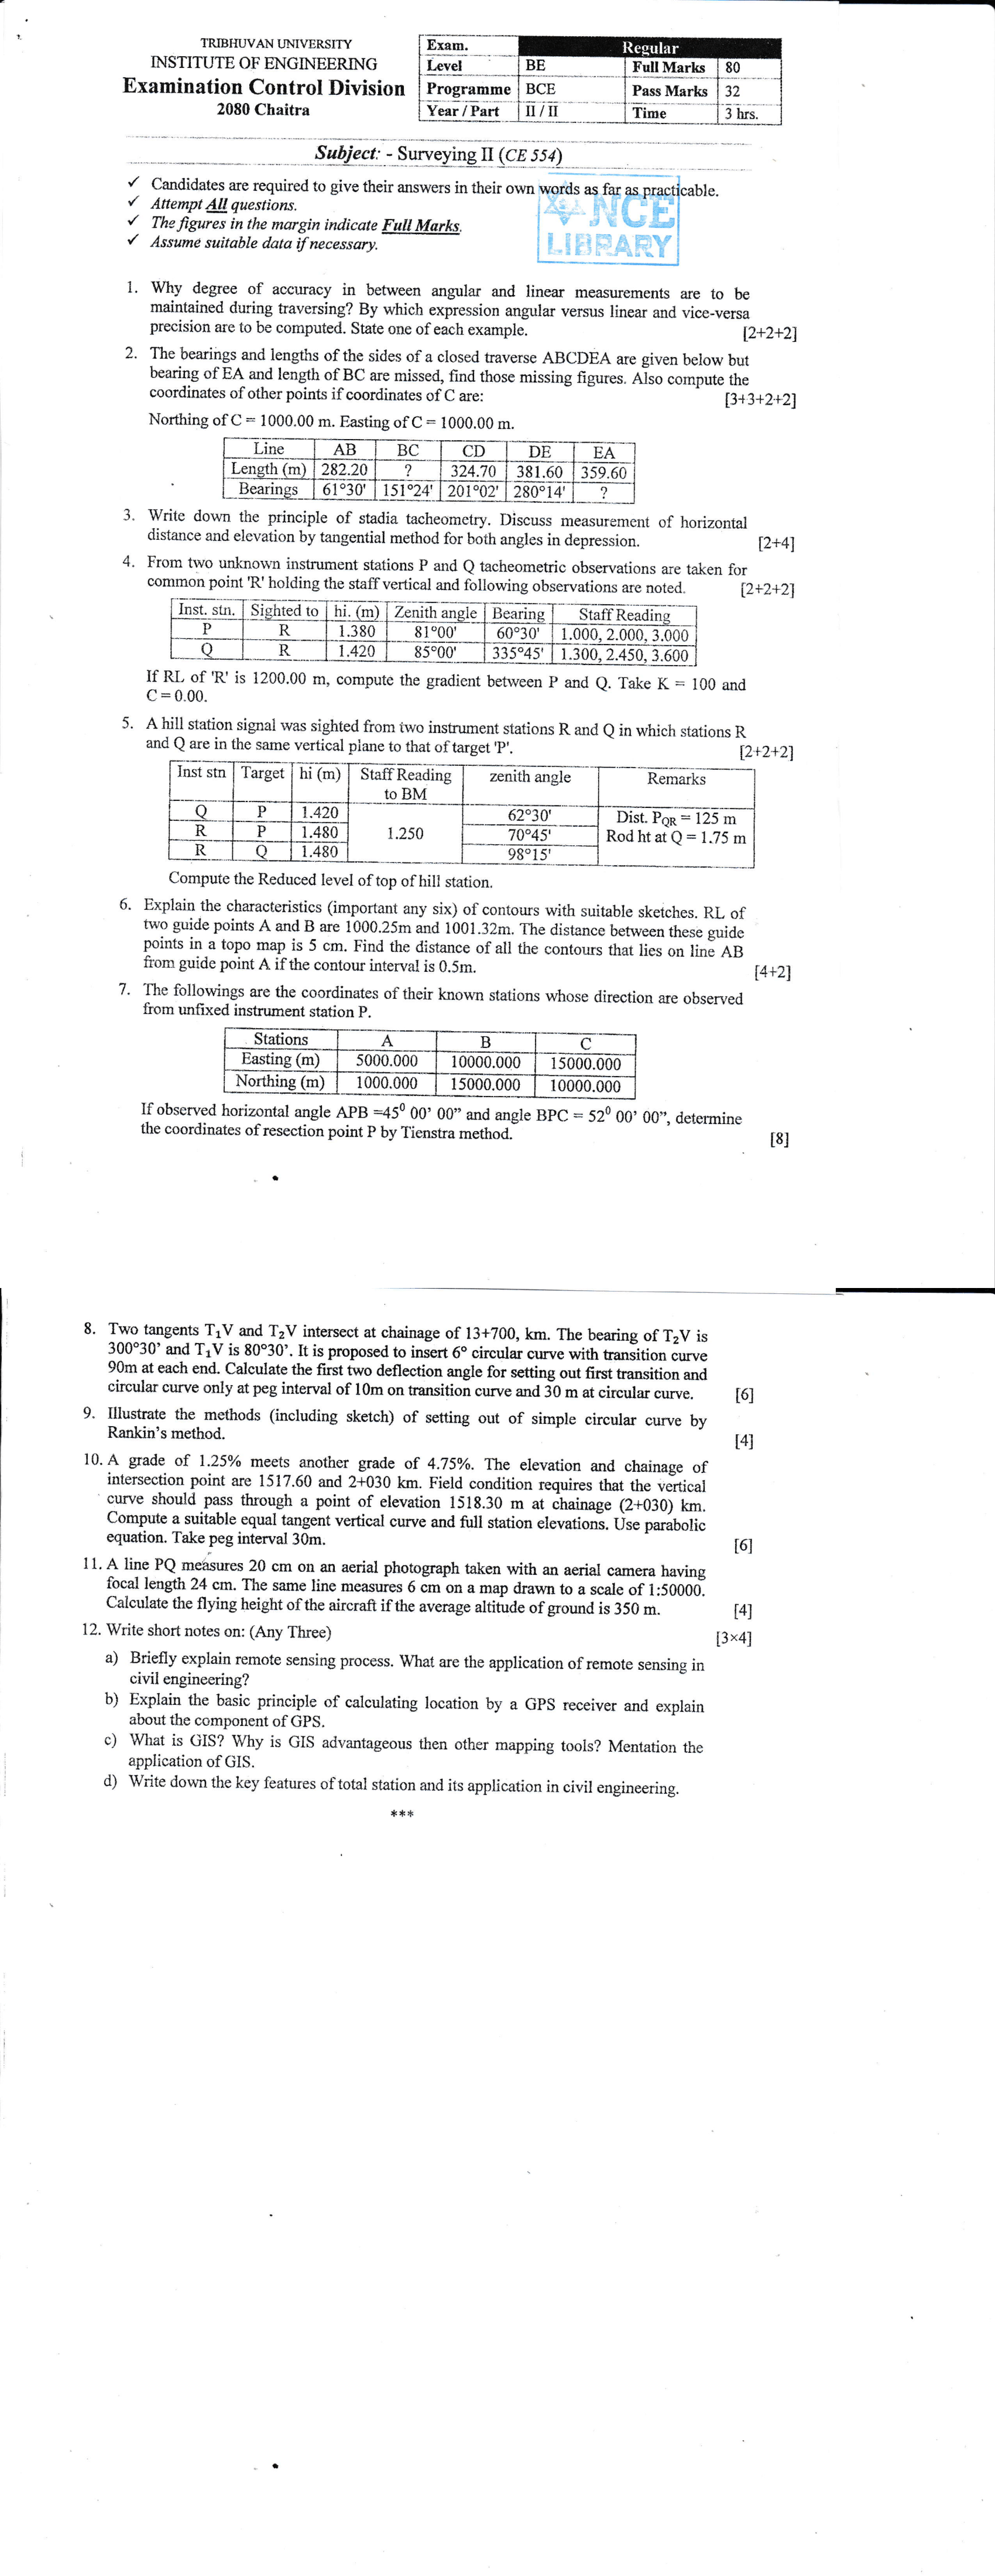 TRIBHUVAN UNIVERSITY
INSTITUTE OF ENGINEERING
Examination Control Division
2080 Chaitra
Exam. Regular
Level BE Full Marks 80
Programme BCE Pass Marks 32
Year / Part II / II Time 3 hrs.
Subject: - Surveying II (CE 554)
✓ Candidates are required to give their answers in their own words as far as practicable.
✓ Attempt All questions.
✓ The figures in the margin indicate Full Marks.
✓ Assume suitable data if necessary.
NCE
LIBRARY
1. Why degree of accuracy in between angular and linear measurements are to be
maintained during traversing? By which expression angular versus linear and vice-versa
precision are to be computed. State one of each example. [2+2+2]
2. The bearings and lengths of the sides of a closed traverse ABCDEA are given below but
bearing of EA and length of BC are missed, find those missing figures. Also compute the
coordinates of other points if coordinates of C are: [3+3+2+2]
Northing of C = 1000.00 m. Easting of C = 1000.00 m.
Line AB BC CD DE EA
Length (m) 282.20 ? 324.70 381.60 359.60
Bearings 61°30' 151°24' 201°02' 280°14' ?
3. Write down the principle of stadia tacheometry. Discuss measurement of horizontal
distance and elevation by tangential method for both angles in depression. [2+4]
4. From two unknown instrument stations P and Q tacheometric observations are taken for
common point 'R' holding the staff vertical and following observations are noted. [2+2+2]
Inst. stn. Sighted to hi. (m) Zenith angle Bearing Staff Reading
P R 1.380 81°00' 60°30' 1.000, 2.000, 3.000
Q R 1.420 85°00' 335°45' 1.300, 2.450, 3.600
If RL of 'R' is 1200.00 m, compute the gradient between P and Q. Take K = 100 and
C = 0.00.
5. A hill station signal was sighted from two instrument stations R and Q in which stations R
and Q are in the same vertical plane to that of target 'P'. [2+2+2]
Inst stn Target hi (m) Staff Reading to BM zenith angle Remarks
Q P 1.420 62°30' Dist. PQR = 125 m
R P 1.480 1.250 70°45' Rod ht at Q = 1.75 m
R Q 1.480 98°15'
Compute the Reduced level of top of hill station.
6. Explain the characteristics (important any six) of contours with suitable sketches. RL of
two guide points A and B are 1000.25m and 1001.32m. The distance between these guide
points in a topo map is 5 cm. Find the distance of all the contours that lies on line AB
from guide point A if the contour interval is 0.5m. [4+2]
7. The followings are the coordinates of their known stations whose direction are observed
from unfixed instrument station P.
Stations A B C
Easting (m) 5000.000 10000.000 15000.000
Northing (m) 1000.000 15000.000 10000.000
If observed horizontal angle APB =45⁰ 00’ 00” and angle BPC = 52⁰ 00’ 00”, determine
the coordinates of resection point P by Tienstra method. [8]
8. Two tangents T₁V and T₂V intersect at chainage of 13+700, km. The bearing of T₂V is
300°30’ and T₁V is 80°30’. It is proposed to insert 6° circular curve with transition curve
90m at each end. Calculate the first two deflection angle for setting out first transition and
circular curve only at peg interval of 10m on transition curve and 30 m at circular curve. [6]
9. Illustrate the methods (including sketch) of setting out of simple circular curve by
Rankin’s method. [4]
10. A grade of 1.25% meets another grade of 4.75%. The elevation and chainage of
intersection point are 1517.60 and 2+030 km. Field condition requires that the vertical
curve should pass through a point of elevation 1518.30 m at chainage (2+030) km.
Compute a suitable equal tangent vertical curve and full station elevations. Use parabolic
equation. Take peg interval 30m. [6]
11. A line PQ measures 20 cm on an aerial photograph taken with an aerial camera having
focal length 24 cm. The same line measures 6 cm on a map drawn to a scale of 1:50000.
Calculate the flying height of the aircraft if the average altitude of ground is 350 m. [4]
12. Write short notes on: (Any Three) [3×4]
a) Briefly explain remote sensing process. What are the application of remote sensing in
civil engineering?
b) Explain the basic principle of calculating location by a GPS receiver and explain
about the component of GPS.
c) What is GIS? Why is GIS advantageous then other mapping tools? Mentation the
application of GIS.
d) Write down the key features of total station and its application in civil engineering.
***